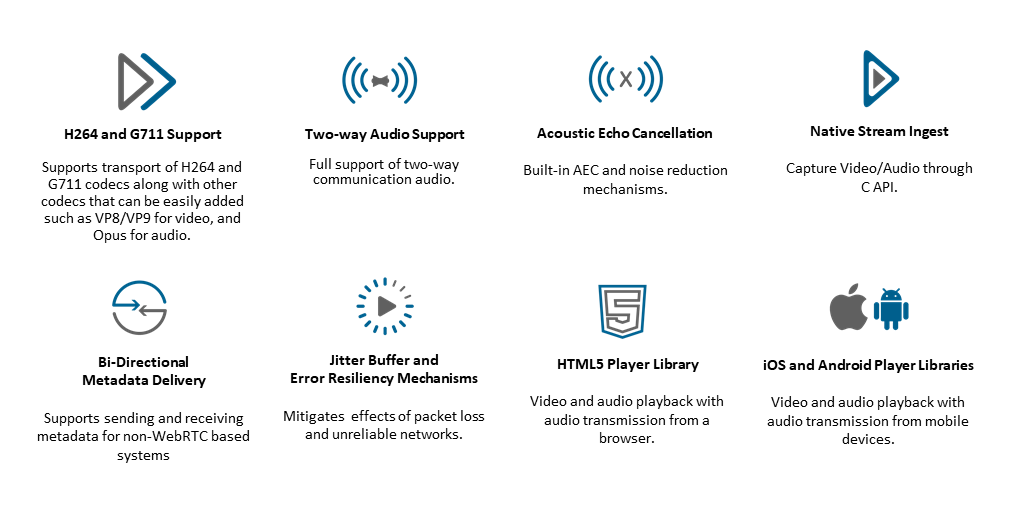 H264 and G711 Support
Supports transport of H264 and
G711 codecs along with other
codecs that can be easily added
such as VP8/VP9 for video, and
Opus for audio.
Two-way Audio Support
Full support of two-way
communication audio.
X
Acoustic Echo Cancellation
Built-in AEC and noise reduction
mechanisms.
Native Stream Ingest
Capture Video/Audio through
C API.
Bi-Directional
Metadata Delivery
Supports sending and receiving
metadata for non-WebRTC based
systems
Jitter Buffer and
Error Resiliency Mechanisms
Mitigates effects of packet loss
and unreliable networks.
5
HTML5 Player Library
Video and audio playback with
audio transmission from a
browser.
iOS and Android Player Libraries
Video and audio playback with
audio transmission from mobile
devices.